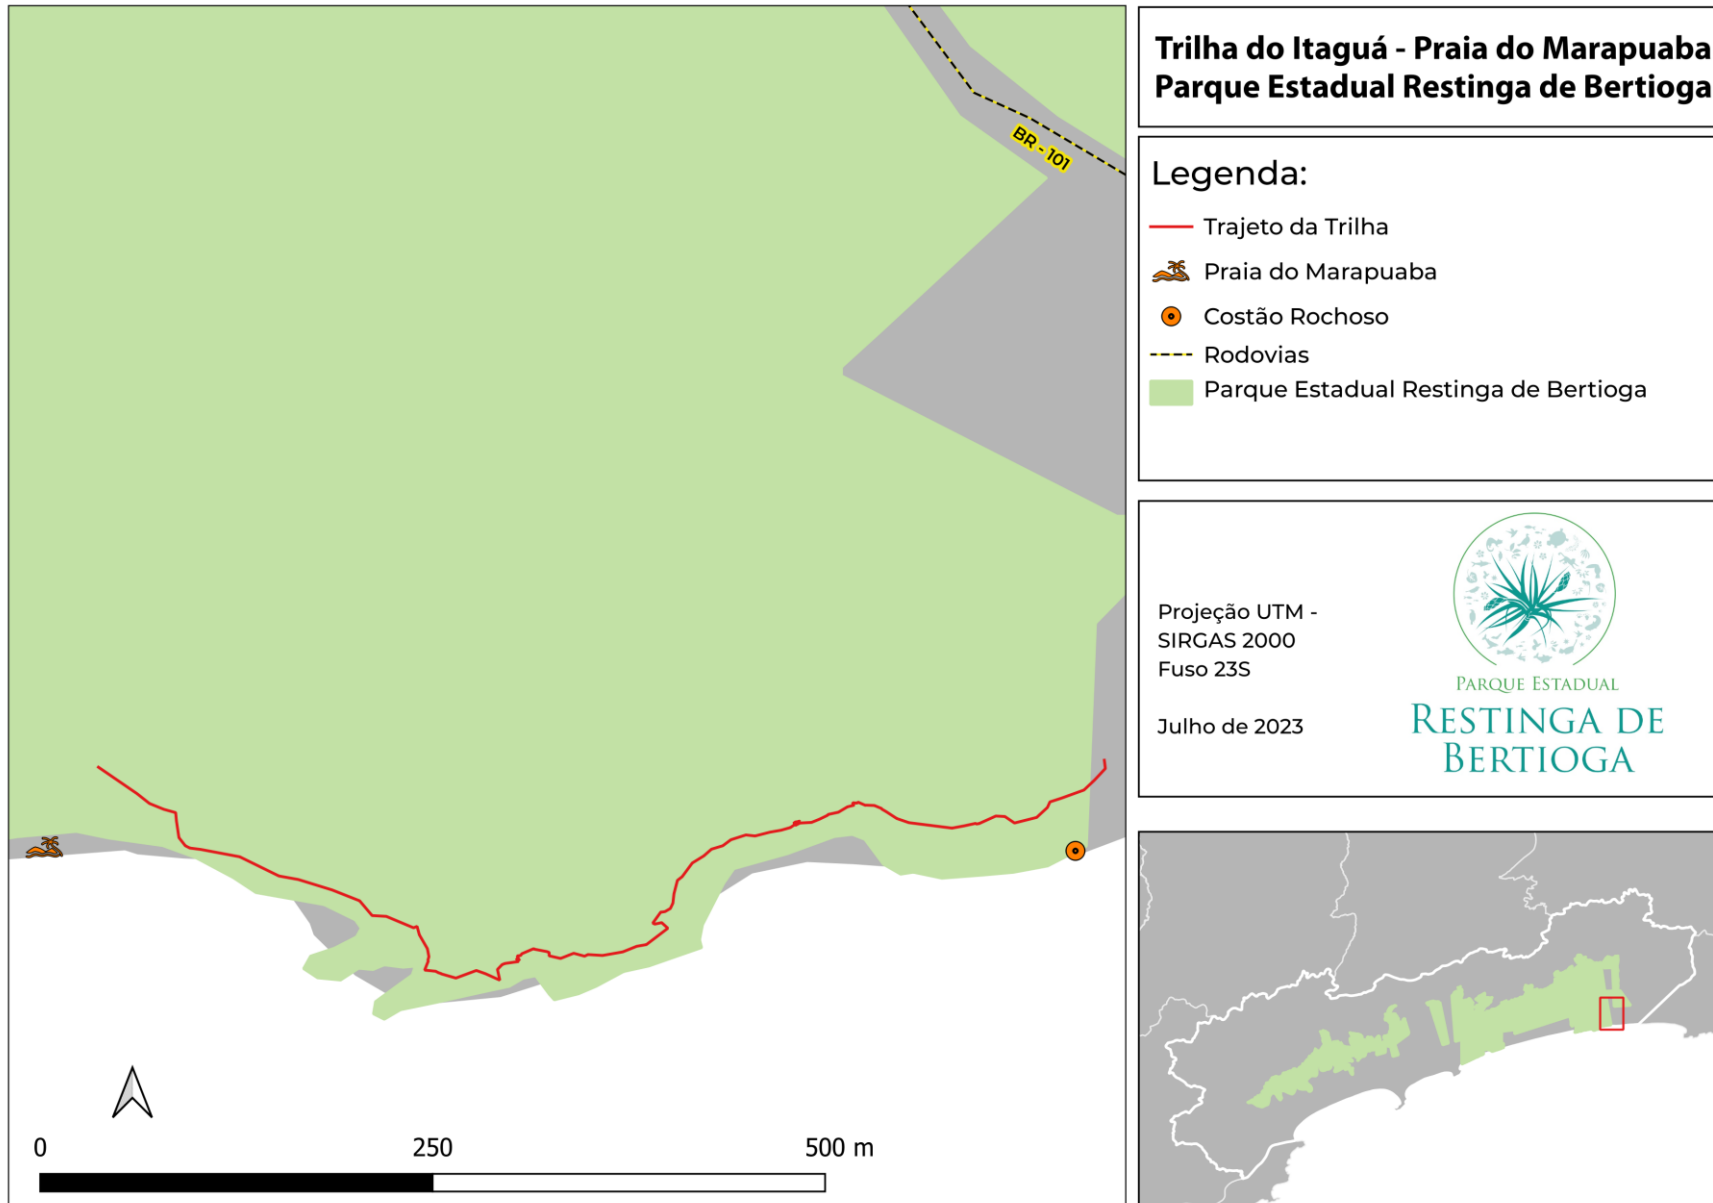 Trilha do Itaguá - Praia do Marapuaba
Parque Estadual Restinga de Bertioga
BR - 101
Legenda:
Trajeto da Trilha
Praia do Marapuaba
Costão Rochoso
Rodovias
Parque Estadual Restinga de Bertioga
Projeção UTM -
SIRGAS 2000
Fuso 23S
Julho de 2023
PARQUE ESTADUAL
RESTINGA DE
BERTIOGA
0 250 500 m